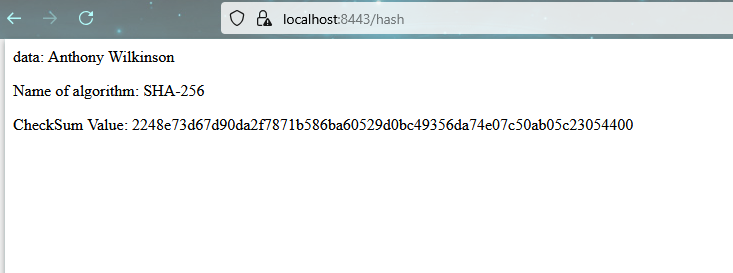 localhost:8443/hash
data: Anthony Wilkinson
Name of algorithm: SHA-256
CheckSum Value: 2248e73d67d90da2f7871b586ba60529d0bc49356da74e07c50ab05c23054400